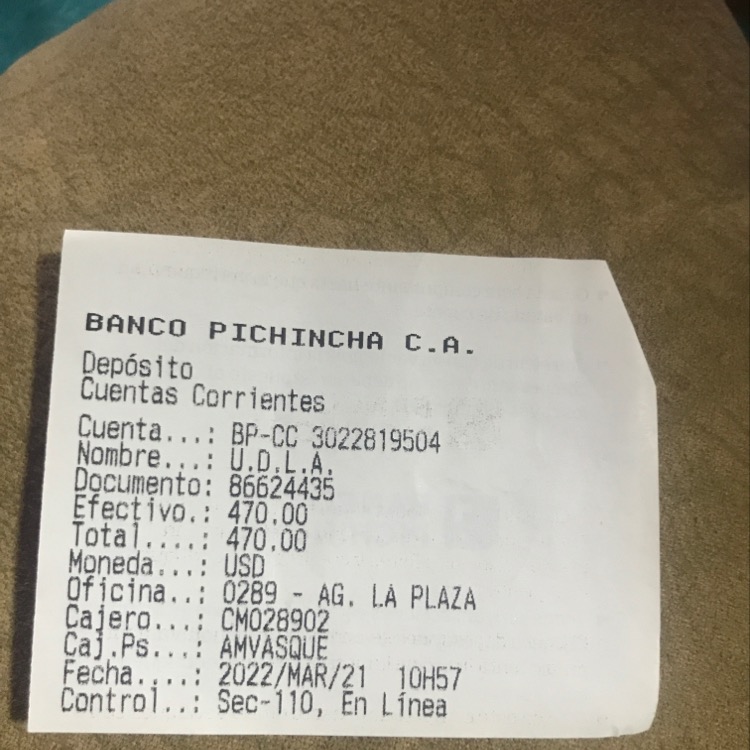 BANCO PICHINCHA C.A.
Depósito
Cuentas Corrientes
Cuenta...: BP-CC 3022819504
Nombre...: U.D.L.A.
Documento: 86624435
Efectivo.: 470.00
Total....: 470.00
Moneda...: USD
Oficina..: 0289 - AG. LA PLAZA
Cajero...: CM028902
Caj.Ps...: AMVASQUE
Fecha....: 2022/MAR/21 10H57
Control..: Sec-110, En Línea